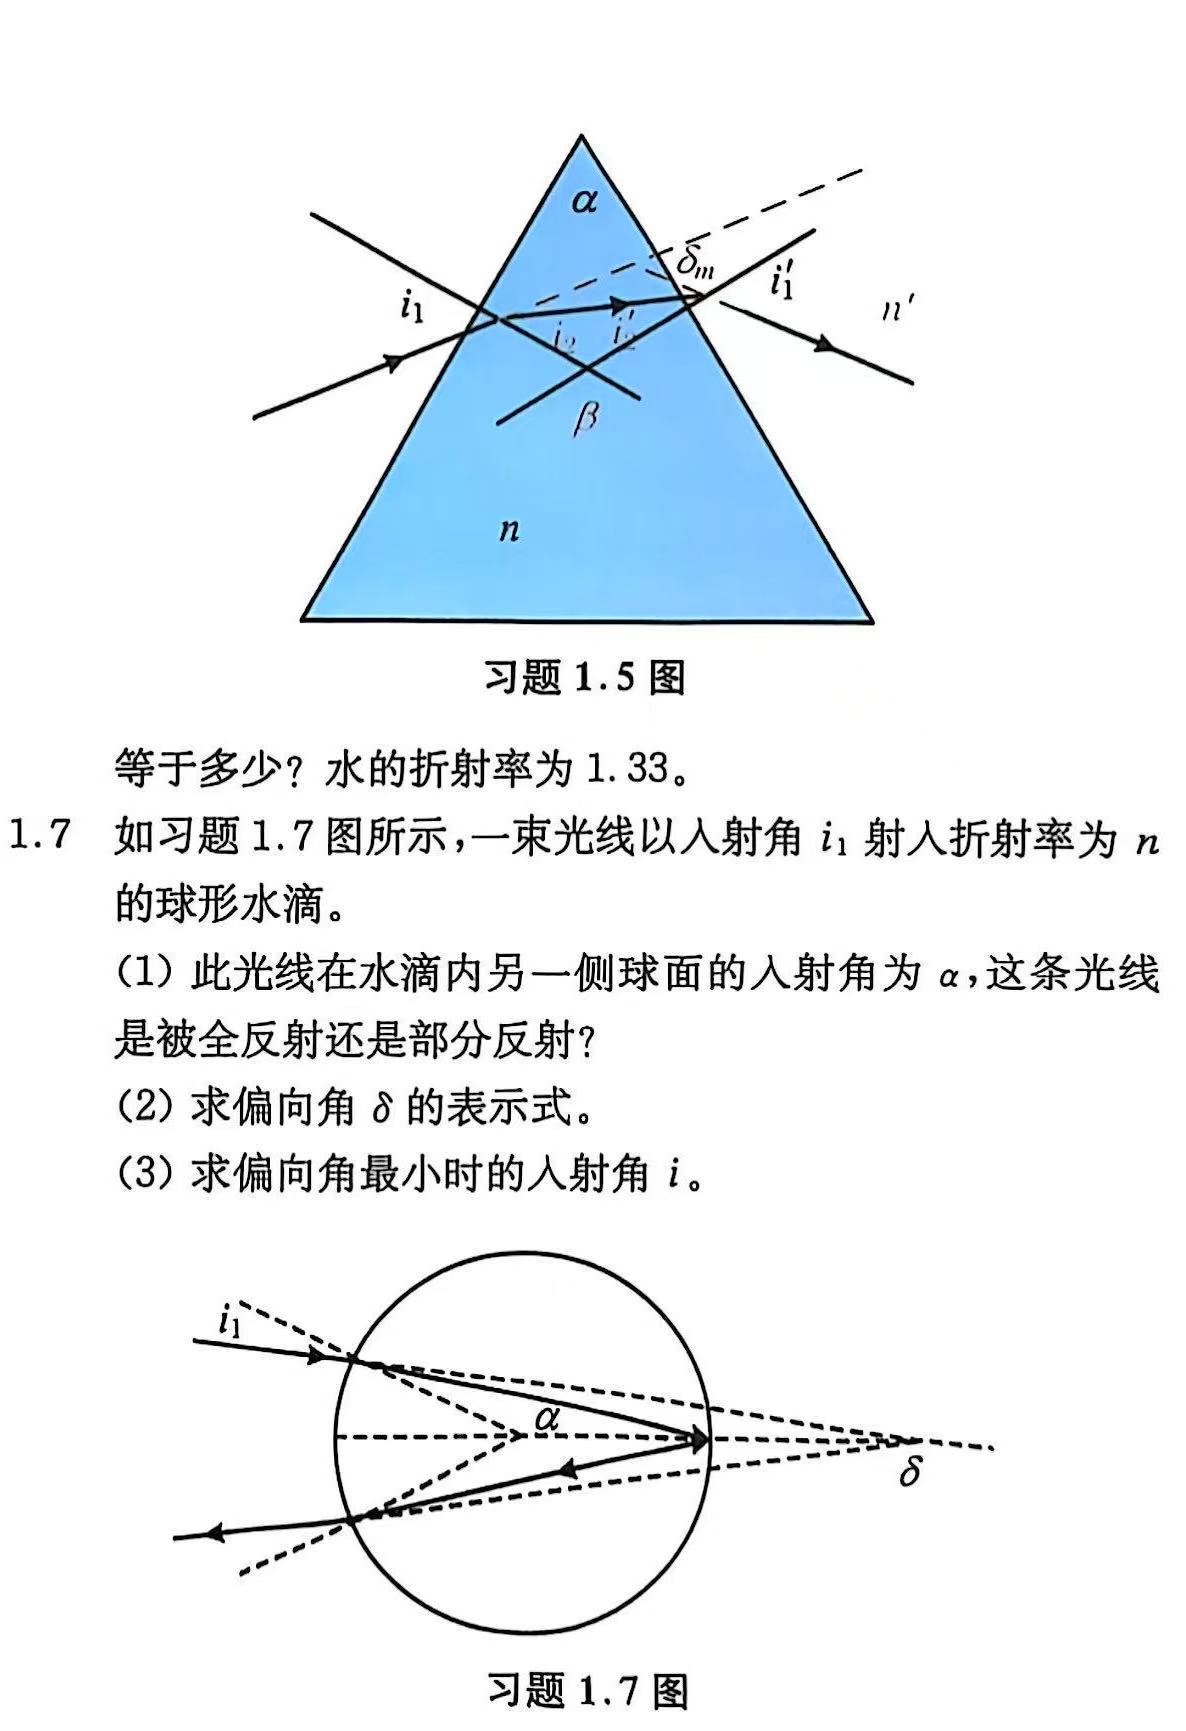 α
δm
i1
i1′
n′
i2
i2′
β
n
习题 1.5 图
等于多少？水的折射率为 1.33。
1.7 如习题 1.7 图所示，一束光线以入射角 i1 射入折射率为 n
的球形水滴。
(1) 此光线在水滴内另一侧球面的入射角为 α，这条光线
是被全反射还是部分反射？
(2) 求偏向角 δ 的表示式。
(3) 求偏向角最小时的入射角 i。
i1
α
δ
习题 1.7 图